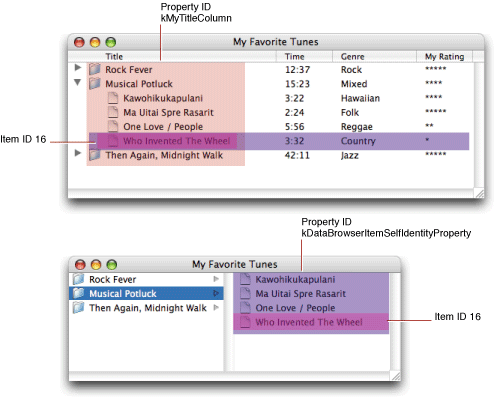 Property ID
kMyTitleColumn
My Favorite Tunes
Title Time Genre My Rating
Rock Fever 12:37 Rock *****
Musical Potluck 15:23 Mixed ****
Kawohikukapulani 3:22 Hawaiian ****
Ma Uitai Spre Rasarit 2:24 Folk *****
One Love / People 5:56 Reggae **
Item ID 16
Who Invented The Wheel 3:32 Country *
Then Again, Midnight Walk 42:11 Jazz *****
Property ID
kDataBrowserItemSelfIdentityProperty
My Favorite Tunes
Rock Fever Kawohikukapulani
Musical Potluck Ma Uitai Spre Rasarit
Then Again, Midnight Walk One Love / People
Who Invented The Wheel Item ID 16